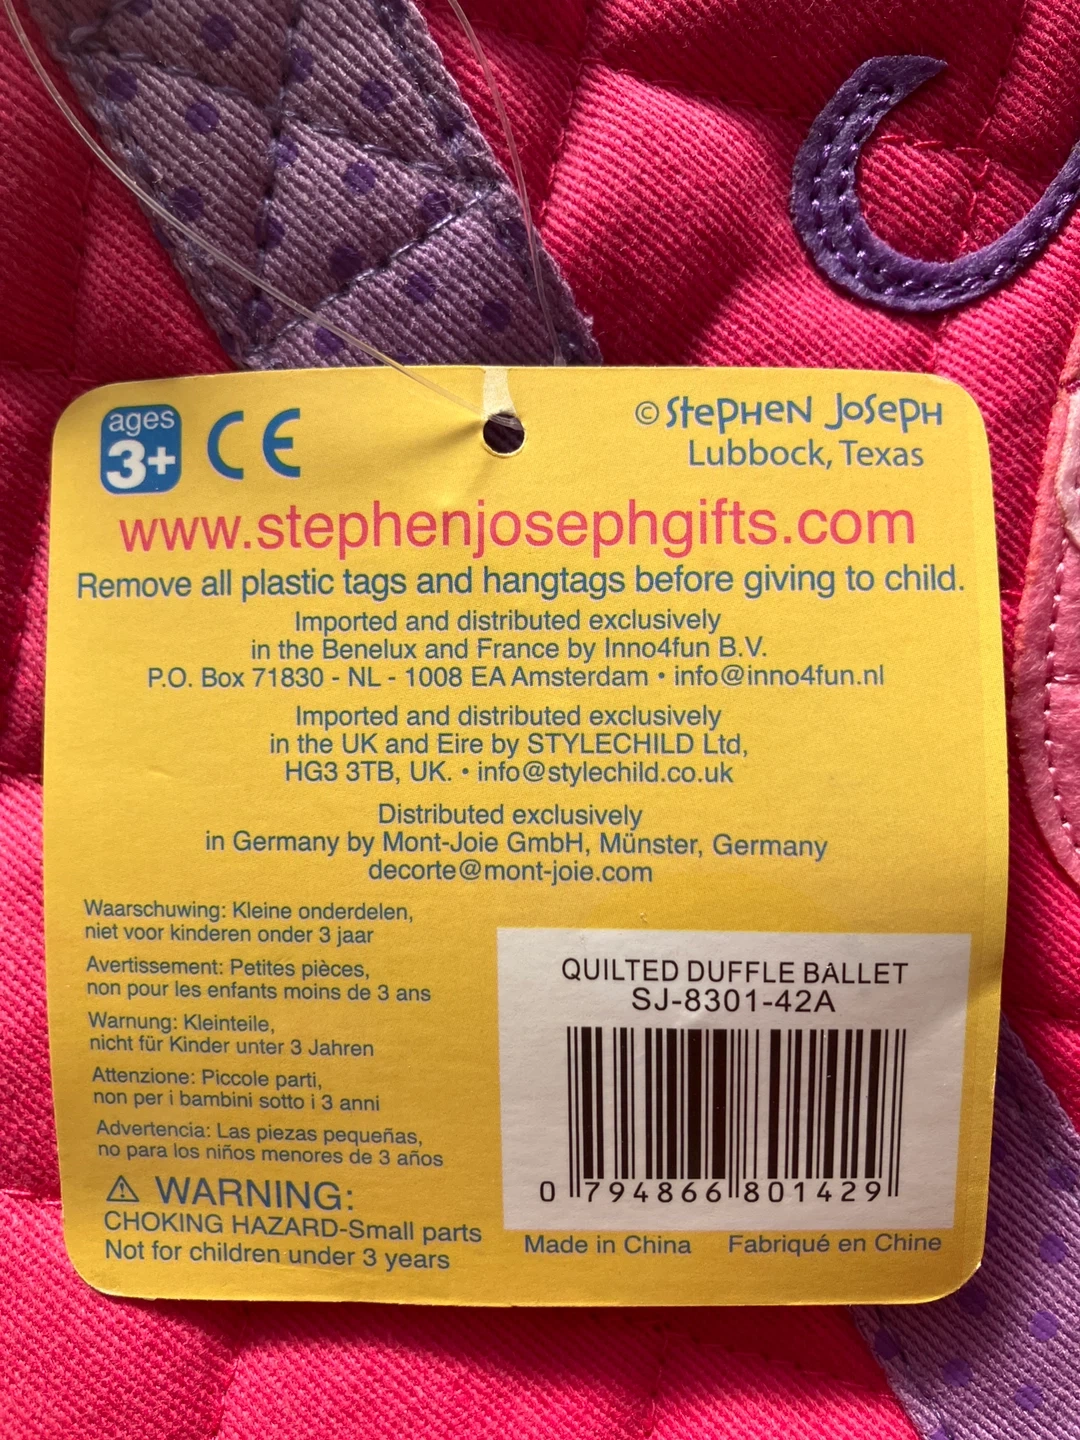 ages
3+
CE
© Stephen Joseph
Lubbock, Texas
www.stephenjosephgifts.com
Remove all plastic tags and hangtags before giving to child.
Imported and distributed exclusively
in the Benelux and France by Inno4fun B.V.
P.O. Box 71830 - NL - 1008 EA Amsterdam • info@inno4fun.nl
Imported and distributed exclusively
in the UK and Eire by STYLECHILD Ltd,
HG3 3TB, UK. • info@stylechild.co.uk
Distributed exclusively
in Germany by Mont-Joie GmbH, Münster, Germany
decorte@mont-joie.com
Waarschuwing: Kleine onderdelen,
niet voor kinderen onder 3 jaar
Avertissement: Petites pièces,
non pour les enfants moins de 3 ans
Warnung: Kleinteile,
nicht für Kinder unter 3 Jahren
Attenzione: Piccole parti,
non per i bambini sotto i 3 anni
Advertencia: Las piezas pequeñas,
no para los niños menores de 3 años
⚠ WARNING:
CHOKING HAZARD-Small parts
Not for children under 3 years
QUILTED DUFFLE BALLET
SJ-8301-42A
0 794866 801429
Made in China Fabriqué en Chine